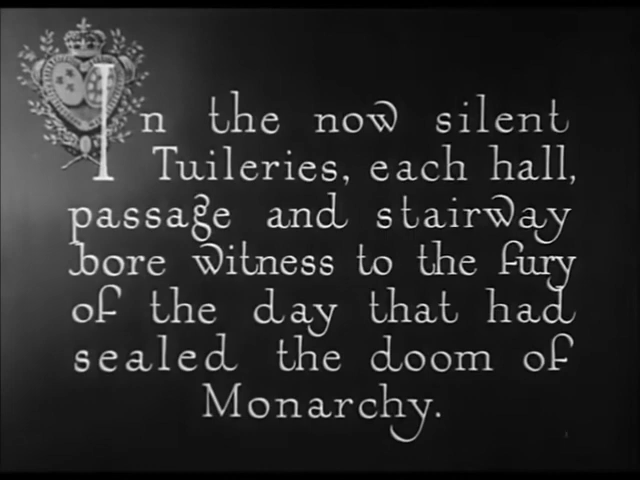 In the now silent
Tuileries, each hall,
passage and stairway
bore witness to the fury
of the day that had
sealed the doom of
Monarchy.